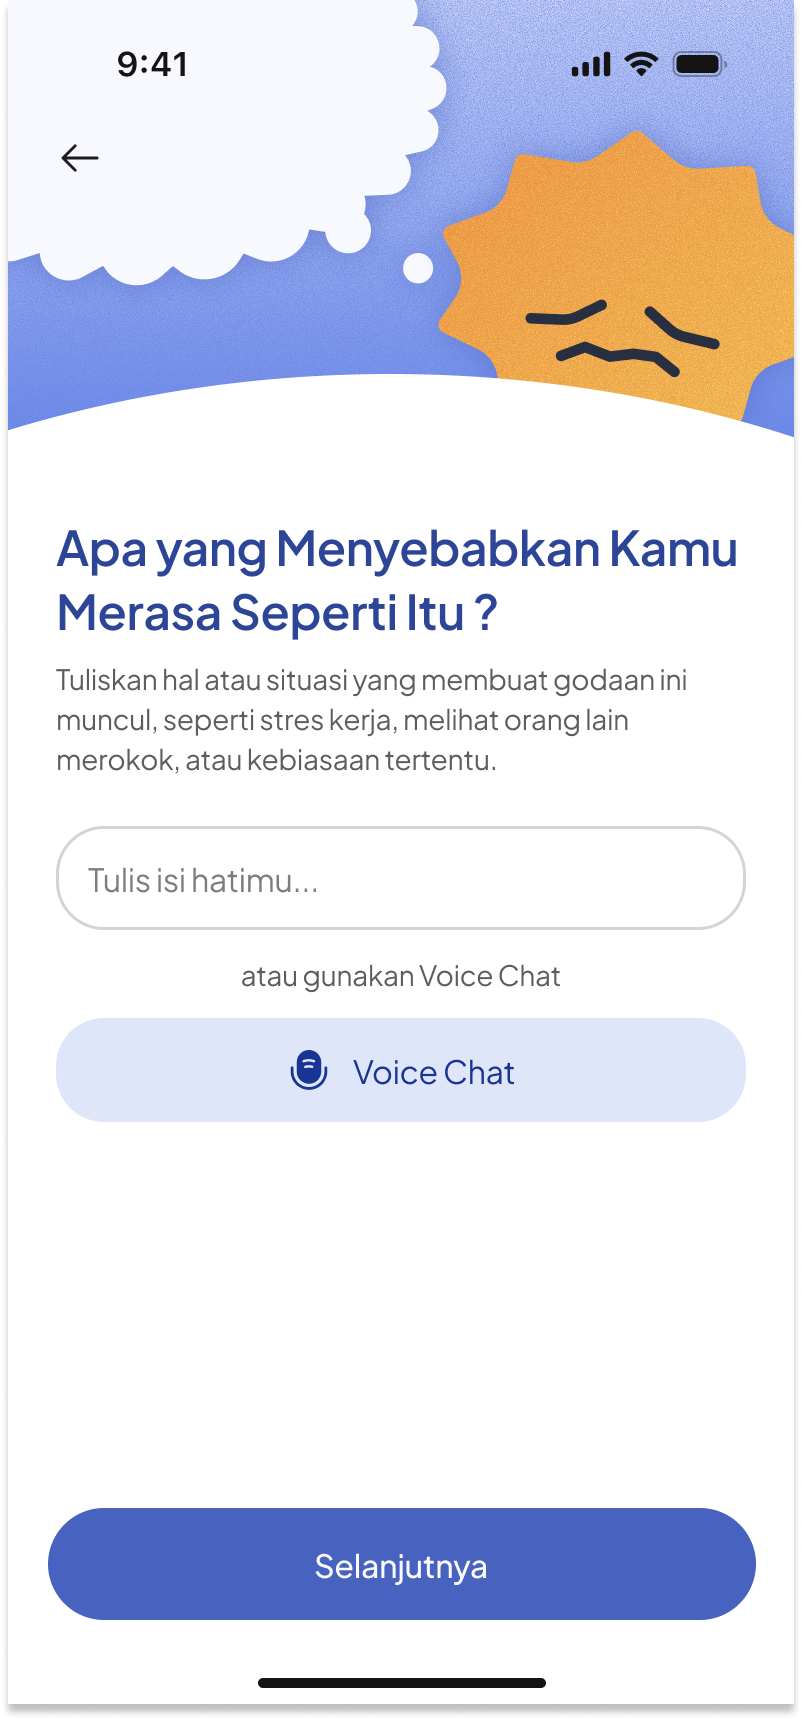 9:41
Apa yang Menyebabkan Kamu
Merasa Seperti Itu ?
Tuliskan hal atau situasi yang membuat godaan ini
muncul, seperti stres kerja, melihat orang lain
merokok, atau kebiasaan tertentu.
Tulis isi hatimu...
atau gunakan Voice Chat
Voice Chat
Selanjutnya